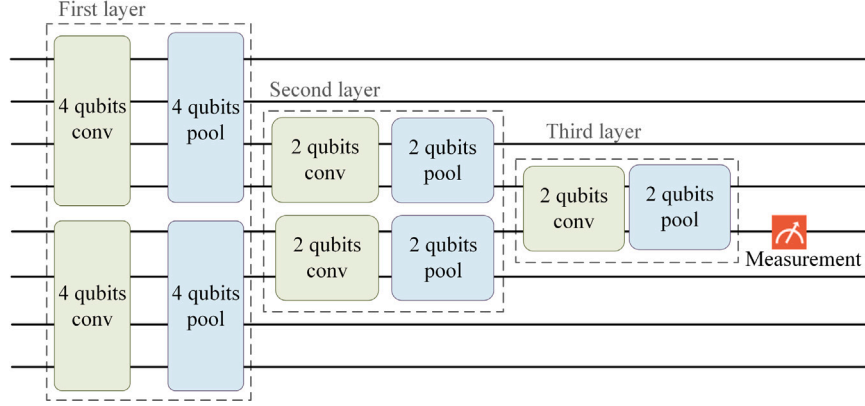 First layer
4 qubits
conv
4 qubits
pool
4 qubits
conv
4 qubits
pool
Second layer
2 qubits
conv
2 qubits
pool
2 qubits
conv
2 qubits
pool
Third layer
2 qubits
conv
2 qubits
pool
Measurement